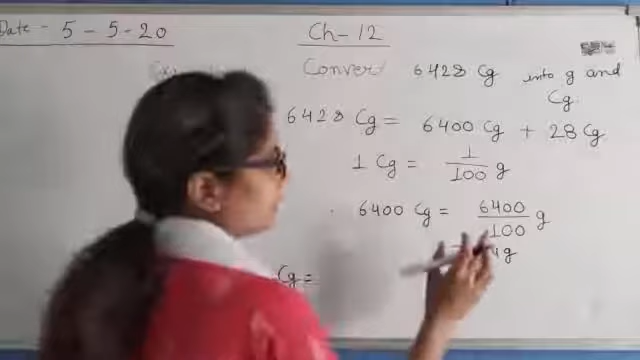 Date - 5 - 5 - 20
Ch-12
Convert 6428 Cg into g and Cg.
6428 Cg = 6400 Cg + 28 Cg
1 Cg = 1/100 g
6400 Cg = 6400/100 g
4g
Cg =